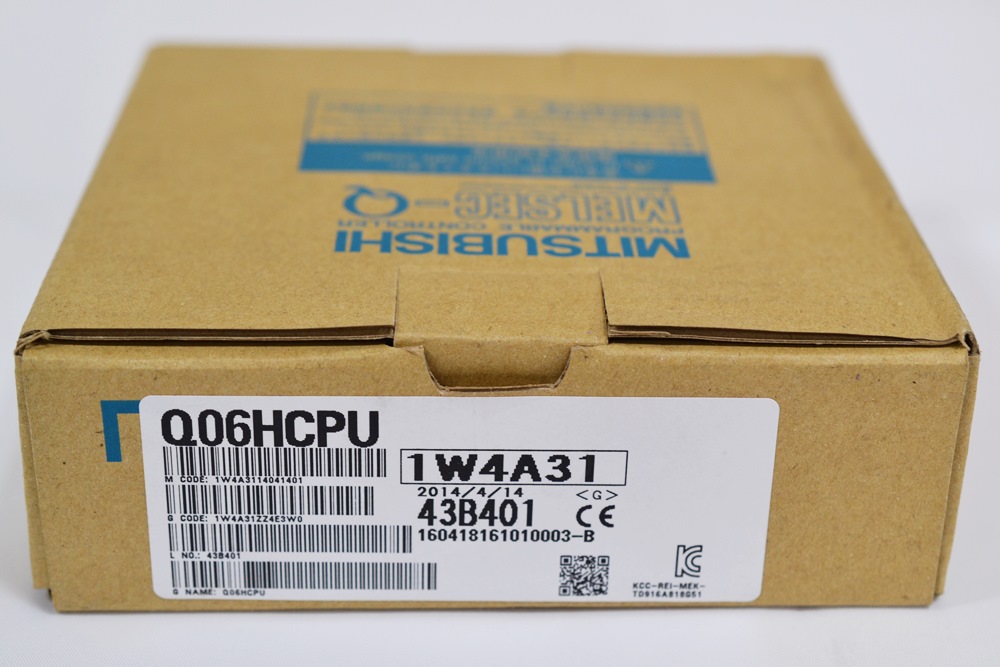 MITSUBISHI
PROGRAMMABLE CONTROLLER
MELSEC-Q
Q06HCPU
M CODE: 1W4A3114041401
1W4A31
2014/4/14 <G>
G CODE: 1W4A31ZZ4E3W0
43B401 CE
160418161010003-B
L NO.: 43B401
G NAME: Q06HCPU
KCC-REI-MEK-
TD916A818G51